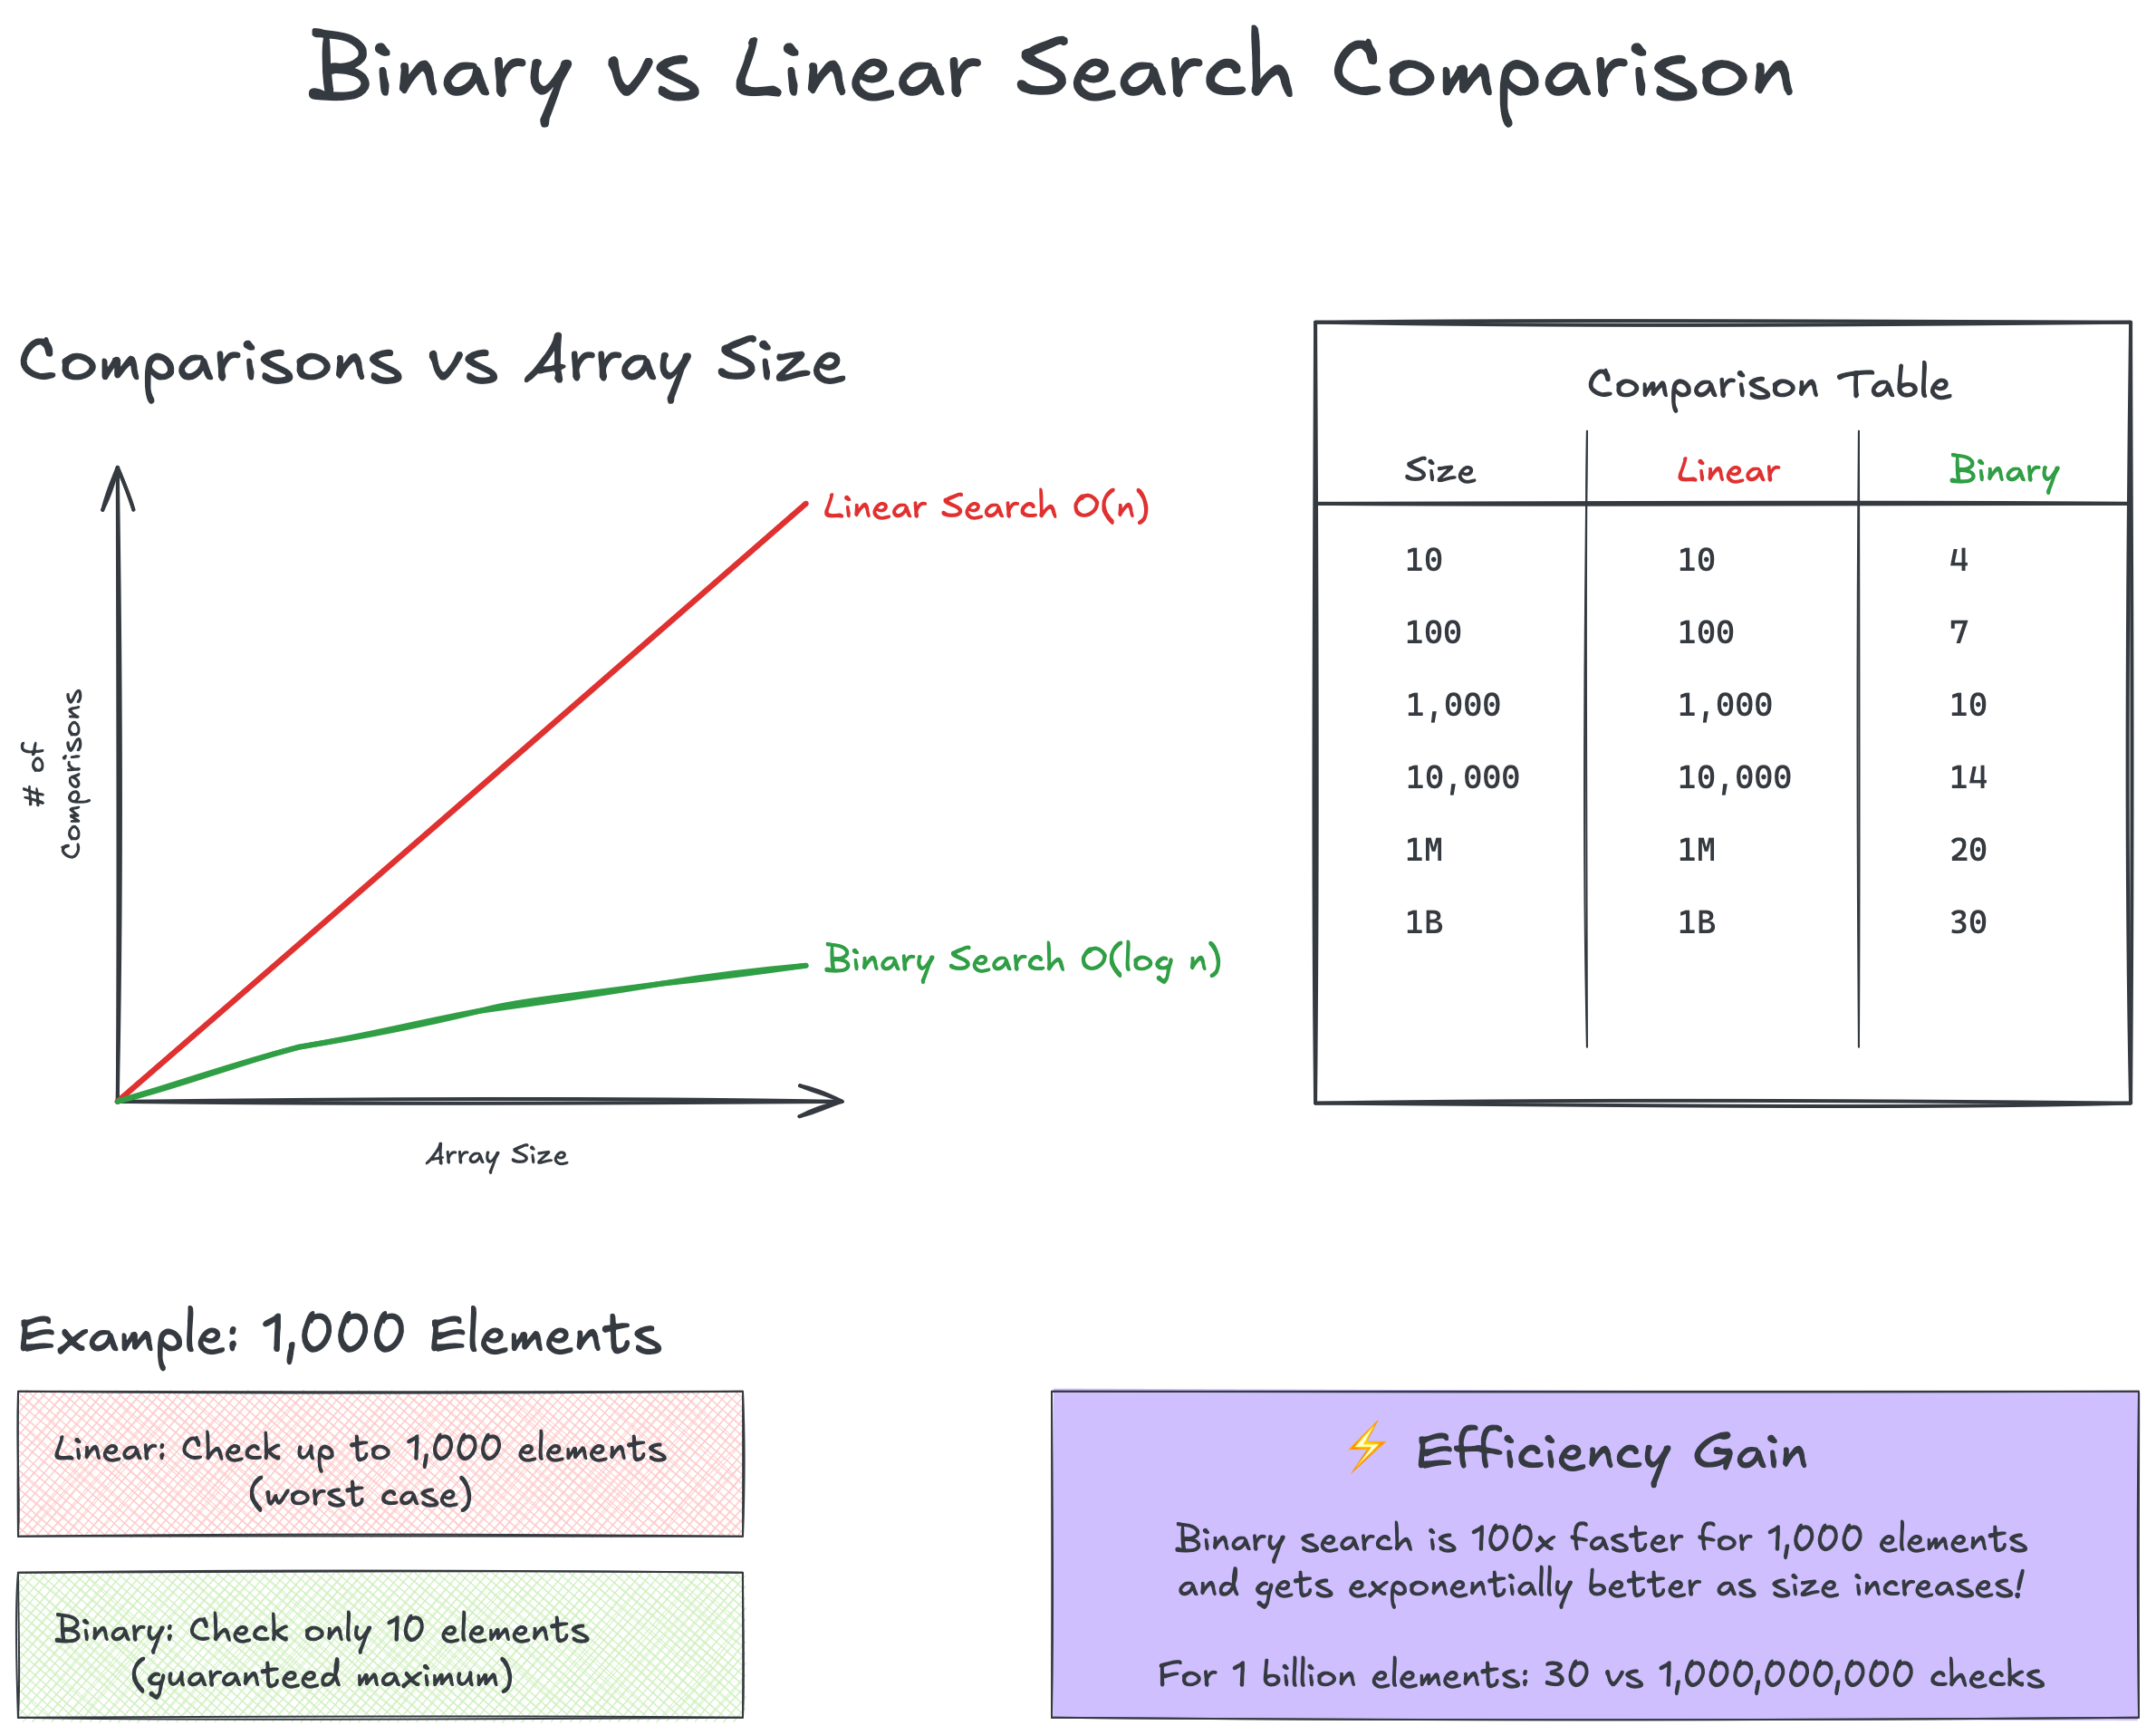 Binary vs Linear Search Comparison
Comparisons vs Array Size
# of
Comparisons
Linear Search O(n)
Binary Search O(log n)
Array Size
Comparison Table
Size Linear Binary
10 10 4
100 100 7
1,000 1,000 10
10,000 10,000 14
1M 1M 20
1B 1B 30
Example: 1,000 Elements
Linear: Check up to 1,000 elements
(worst case)
Binary: Check only 10 elements
(guaranteed maximum)
⚡ Efficiency Gain
Binary search is 100x faster for 1,000 elements
and gets exponentially better as size increases!
For 1 billion elements: 30 vs 1,000,000,000 checks